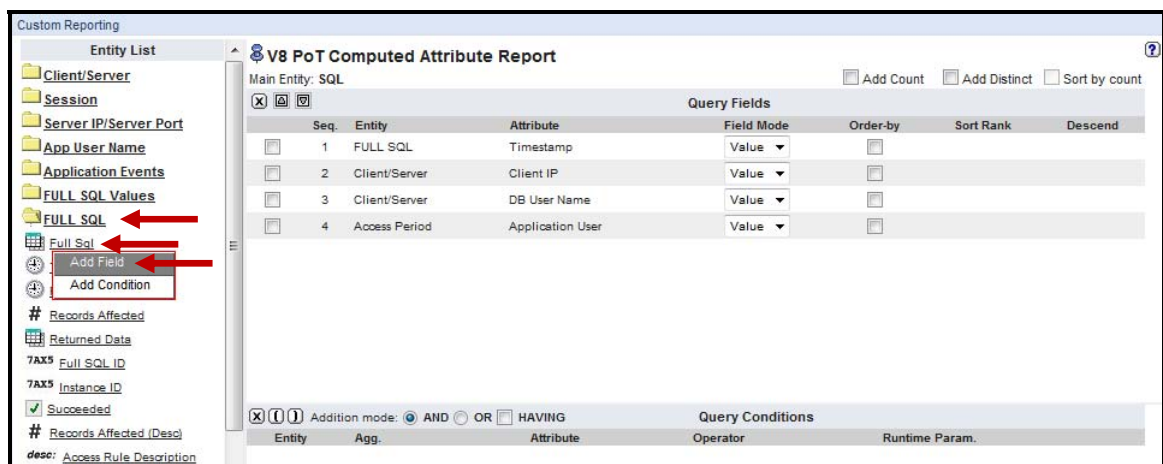 Custom Reporting
Entity List
Client/Server
Session
Server IP/Server Port
App User Name
Application Events
FULL SQL Values
FULL SQL
Full Sql
Add Field
Add Condition
# Records Affected
Returned Data
7AX5 Full SQL ID
7AX5 Instance ID
Succeeded
# Records Affected (Desc)
desc: Access Rule Description
V8 PoT Computed Attribute Report
?
Main Entity: SQL
Add Count Add Distinct Sort by count
X Query Fields
Seq. Entity Attribute Field Mode Order-by Sort Rank Descend
1 FULL SQL Timestamp Value
2 Client/Server Client IP Value
3 Client/Server DB User Name Value
4 Access Period Application User Value
X ( ) Addition mode: AND OR HAVING Query Conditions
Entity Agg. Attribute Operator Runtime Param.